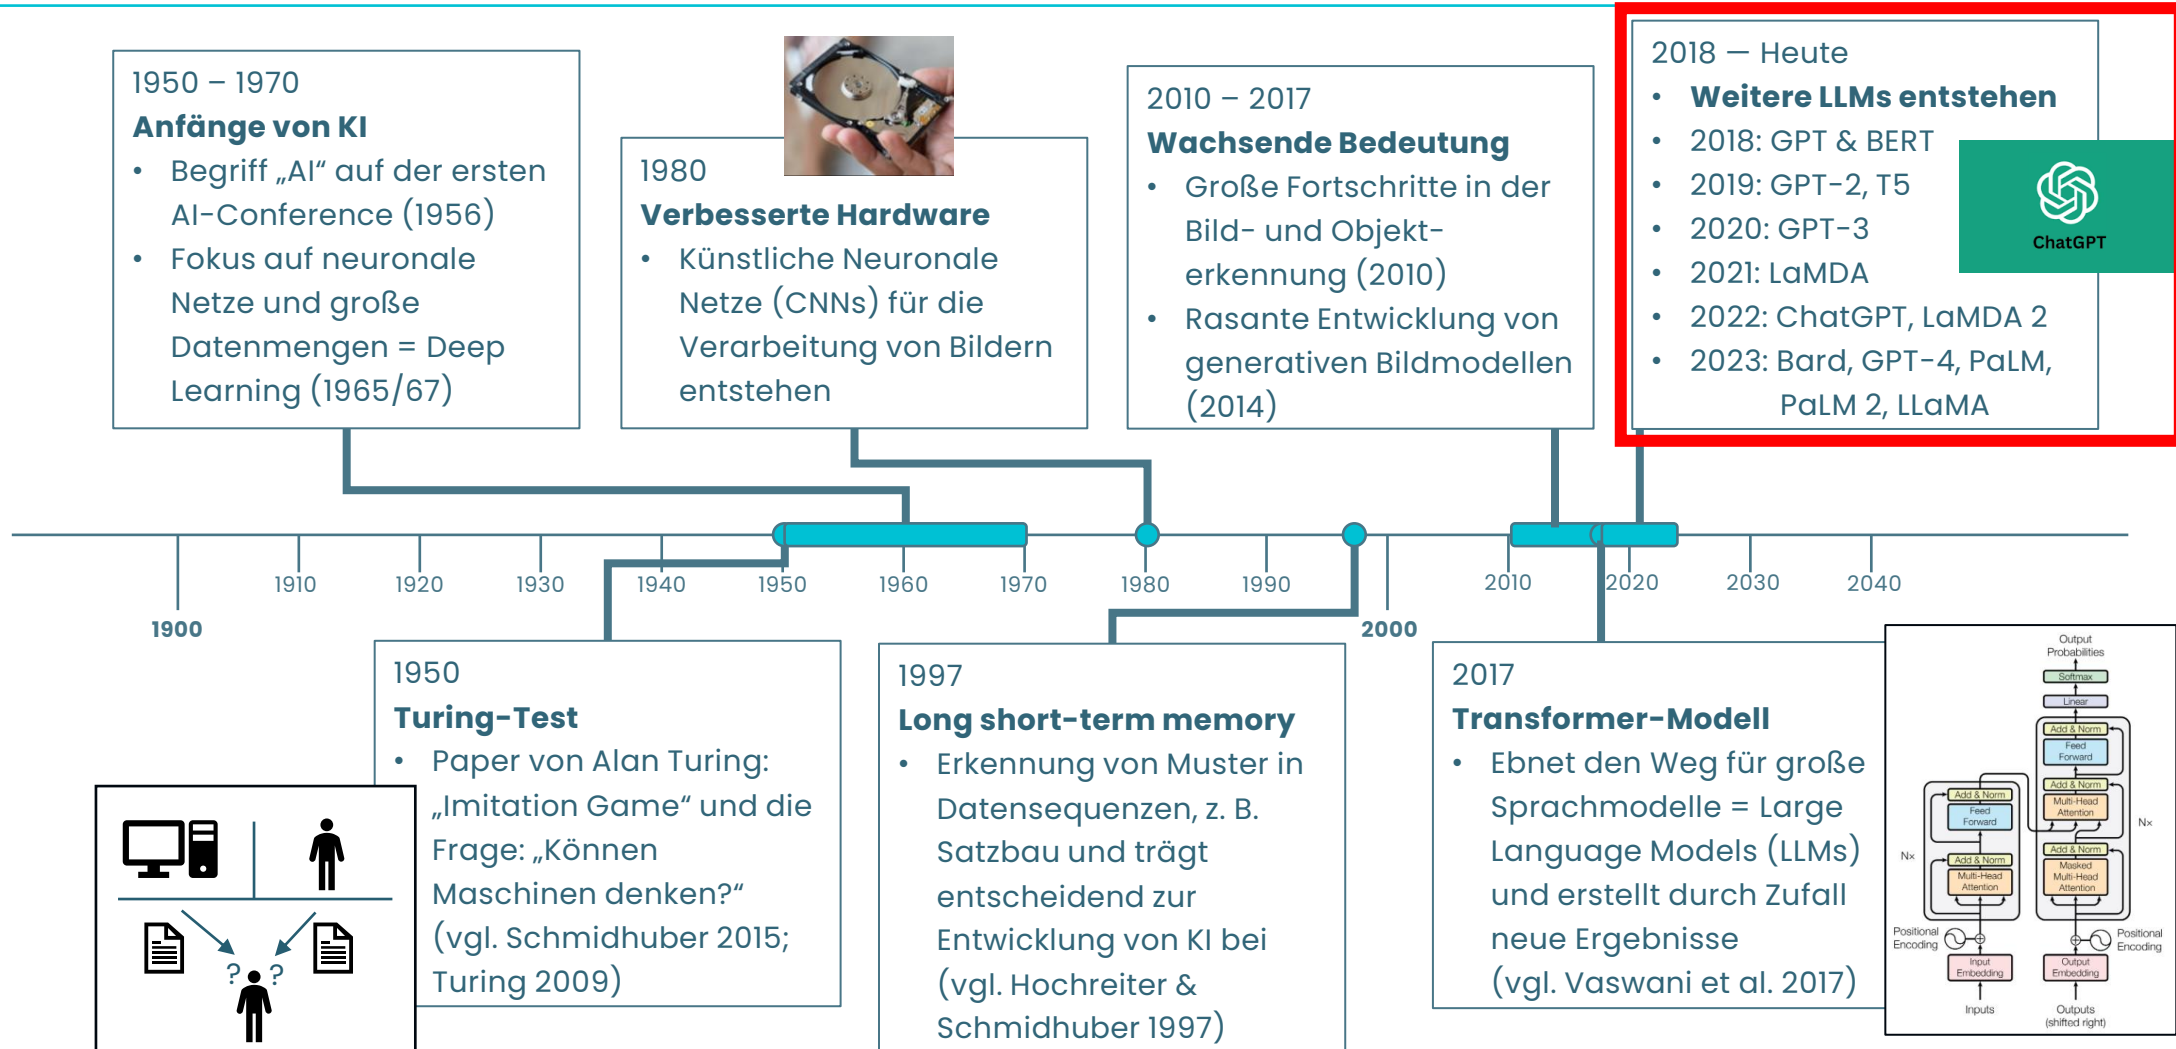 1950 – 1970
Anfänge von KI
• Begriff „AI“ auf der ersten
AI-Conference (1956)
• Fokus auf neuronale
Netze und große
Datenmengen = Deep
Learning (1965/67)
1980
Verbesserte Hardware
• Künstliche Neuronale
Netze (CNNs) für die
Verarbeitung von Bildern
entstehen
2010 – 2017
Wachsende Bedeutung
• Große Fortschritte in der
Bild- und Objekt-
erkennung (2010)
• Rasante Entwicklung von
generativen Bildmodellen
(2014)
2018 — Heute
• Weitere LLMs entstehen
• 2018: GPT & BERT
• 2019: GPT-2, T5
• 2020: GPT-3
• 2021: LaMDA
• 2022: ChatGPT, LaMDA 2
• 2023: Bard, GPT-4, PaLM,
PaLM 2, LLaMA
ChatGPT
1900
1910
1920
1930
1940
1950
1960
1970
1980
1990
2000
2010
2020
2030
2040
1950
Turing-Test
• Paper von Alan Turing:
„Imitation Game“ und die
Frage: „Können
Maschinen denken?“
(vgl. Schmidhuber 2015;
Turing 2009)
? ?
1997
Long short-term memory
• Erkennung von Muster in
Datensequenzen, z. B.
Satzbau und trägt
entscheidend zur
Entwicklung von KI bei
(vgl. Hochreiter &
Schmidhuber 1997)
2017
Transformer-Modell
• Ebnet den Weg für große
Sprachmodelle = Large
Language Models (LLMs)
und erstellt durch Zufall
neue Ergebnisse
(vgl. Vaswani et al. 2017)
Output
Probabilities
Softmax
Linear
Add & Norm
Feed
Forward
Add & Norm
Multi-Head
Attention
Add & Norm
Masked
Multi-Head
Attention
N×
Add & Norm
Feed
Forward
Add & Norm
Multi-Head
Attention
N×
Positional
Encoding
Positional
Encoding
Input
Embedding
Output
Embedding
Inputs
Outputs
(shifted right)